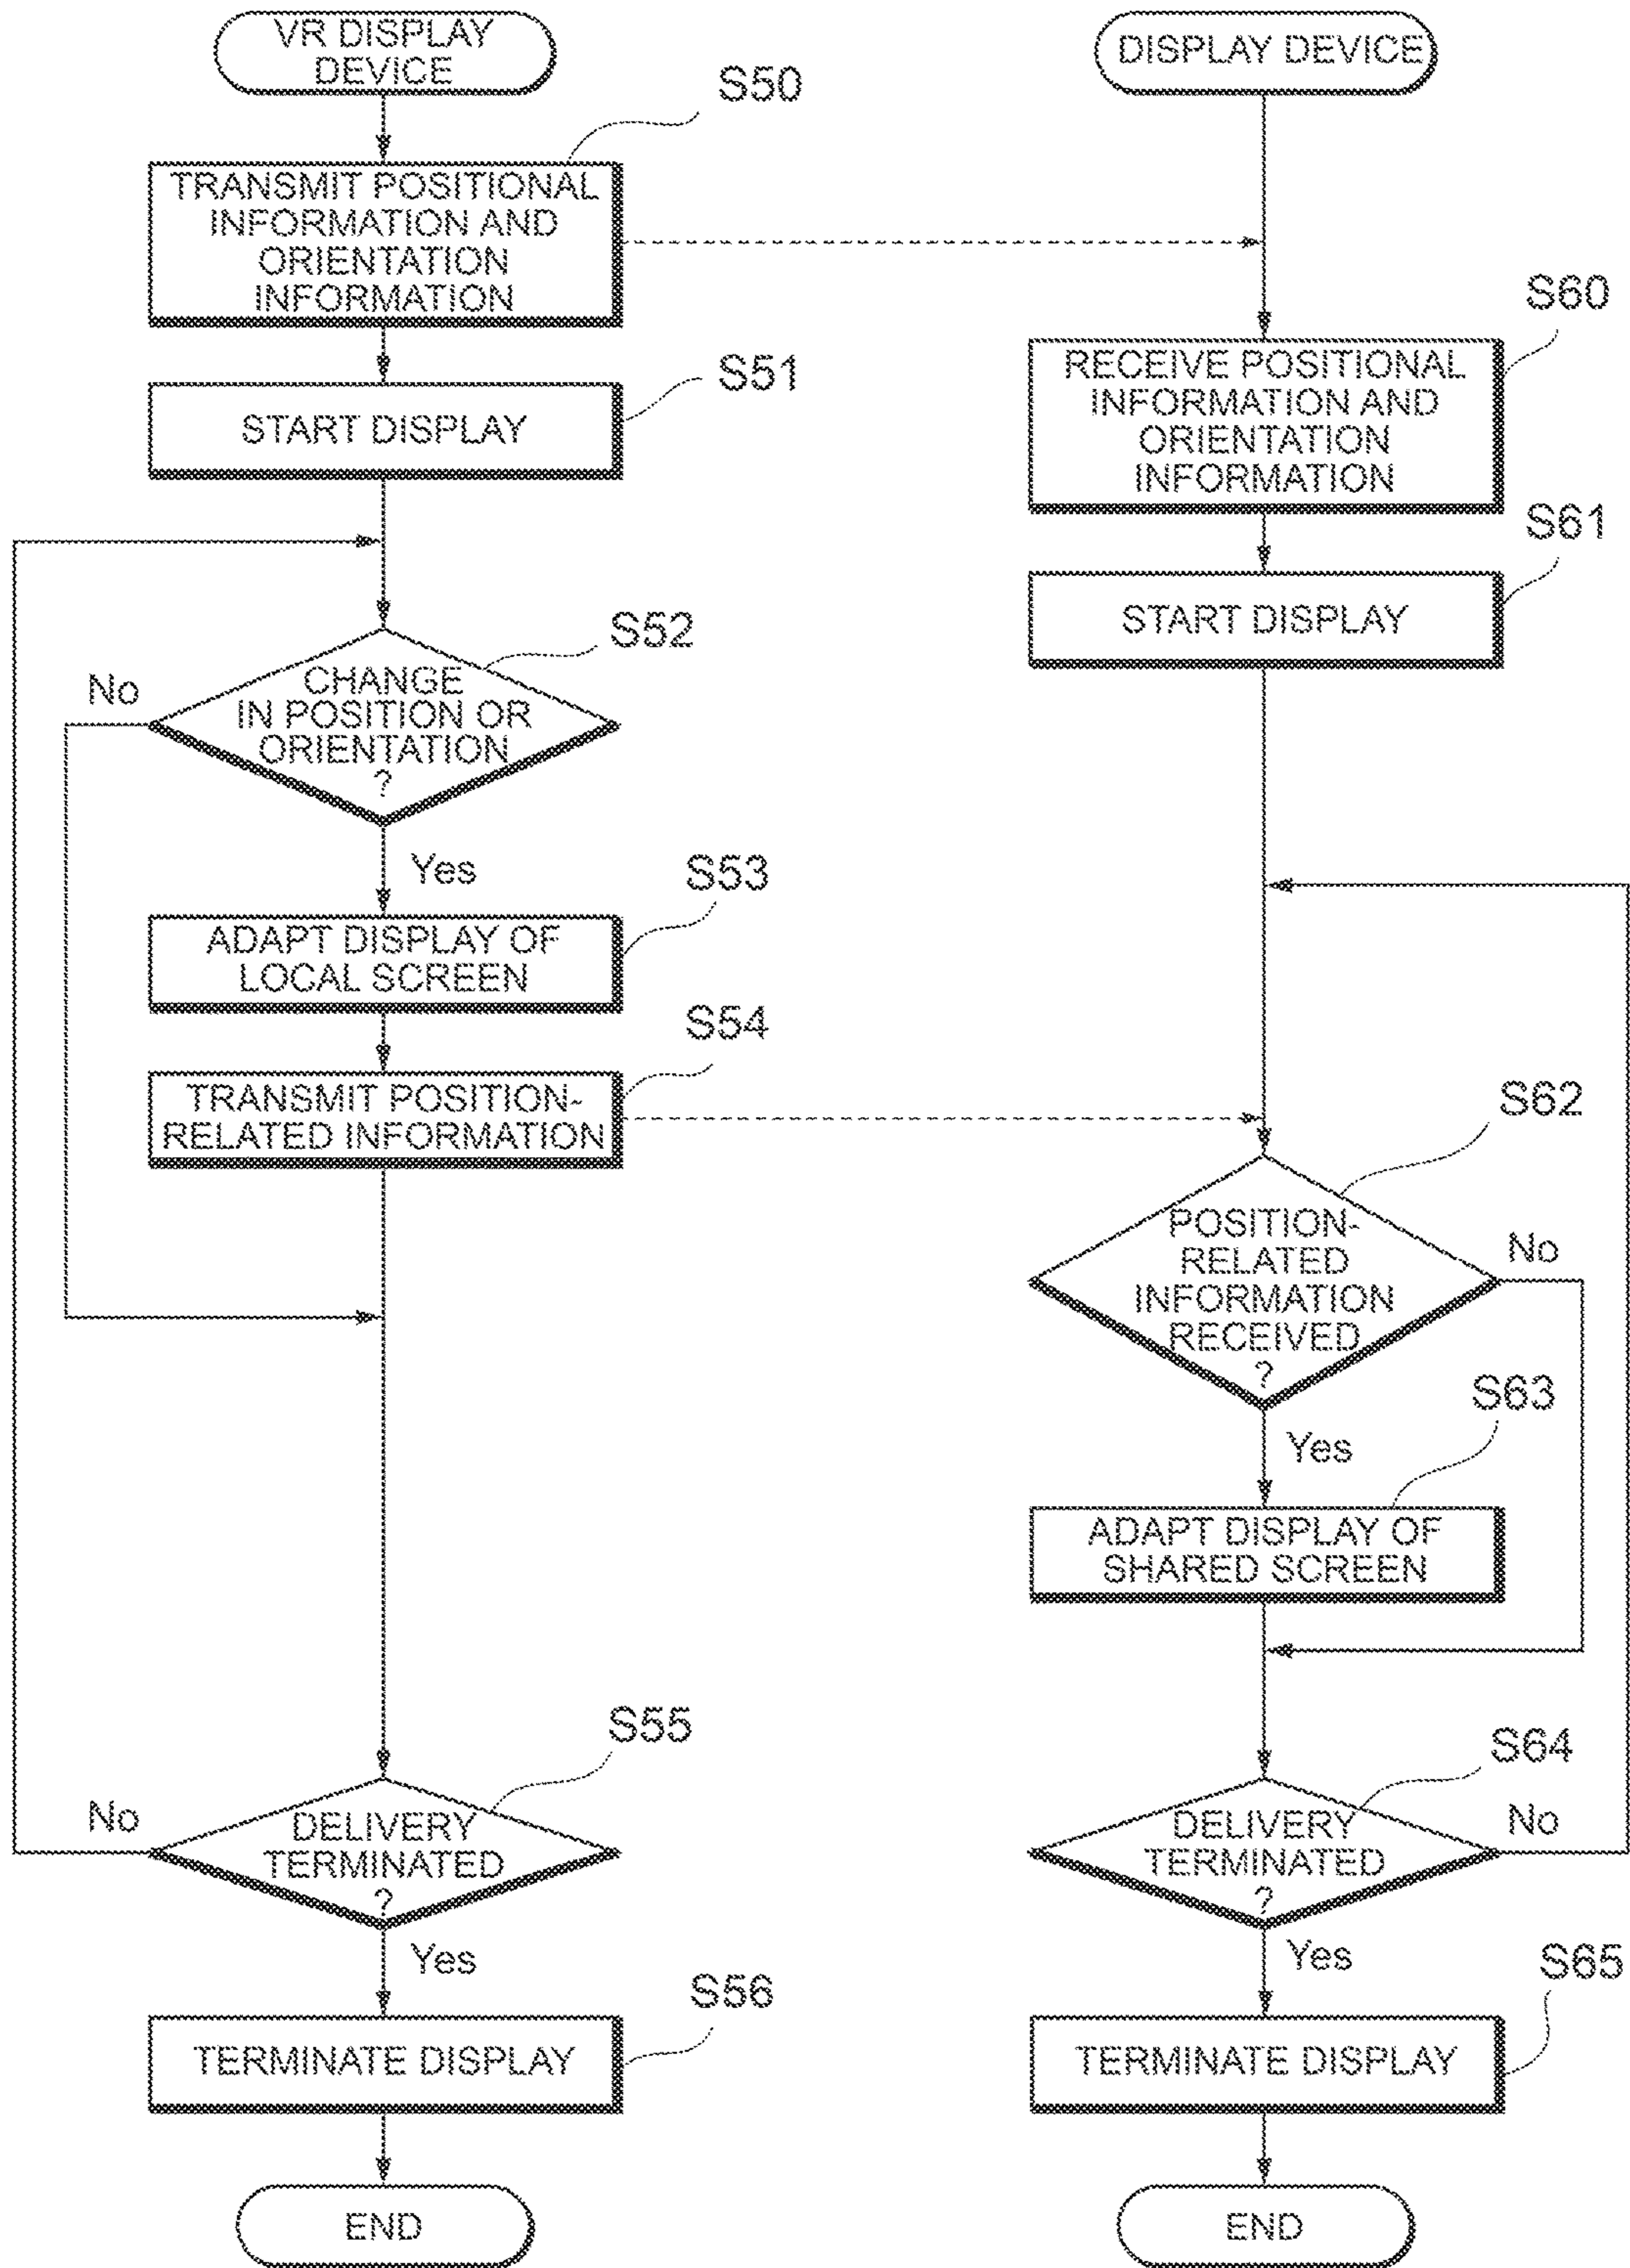 VR DISPLAY
DEVICE
S50
TRANSMIT POSITIONAL
INFORMATION AND
ORIENTATION
INFORMATION
S51
START DISPLAY
S52
CHANGE
IN POSITION OR
ORIENTATION
?
No
Yes
S53
ADAPT DISPLAY OF
LOCAL SCREEN
S54
TRANSMIT POSITION-
RELATED INFORMATION
S55
DELIVERY
TERMINATED
?
No
Yes
S56
TERMINATE DISPLAY
END
DISPLAY DEVICE
S60
RECEIVE POSITIONAL
INFORMATION AND
ORIENTATION
INFORMATION
S61
START DISPLAY
S62
POSITION-
RELATED
INFORMATION
RECEIVED
?
No
Yes
S63
ADAPT DISPLAY OF
SHARED SCREEN
S64
DELIVERY
TERMINATED
?
No
Yes
S65
TERMINATE DISPLAY
END